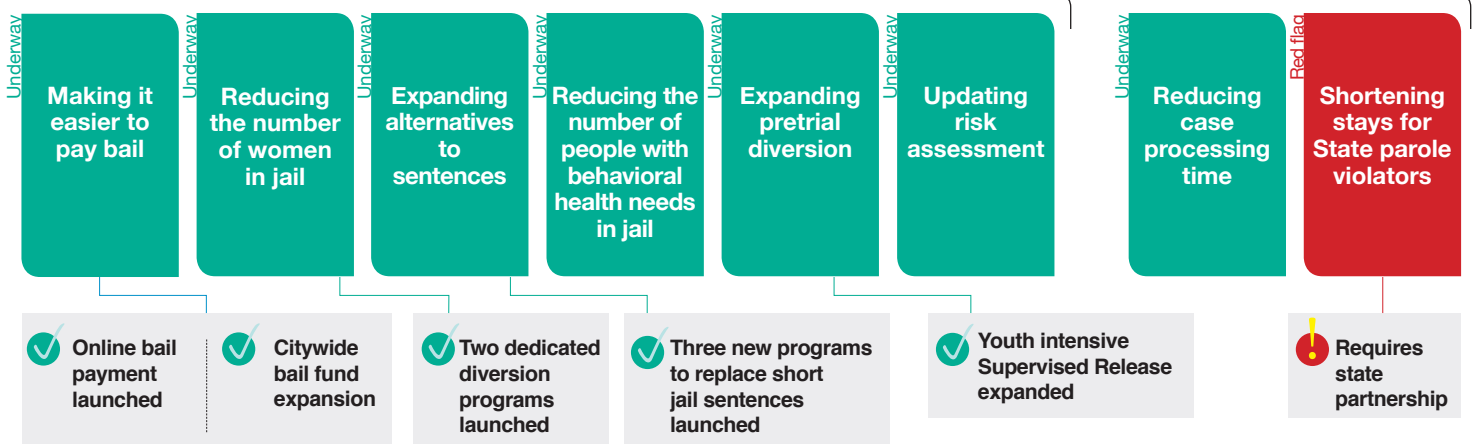 Underway
Making it
easier to
pay bail
Underway
Reducing
the number
of women
in jail
Underway
Expanding
alternatives
to
sentences
Underway
Reducing the
number of
people with
behavioral
health needs
in jail
Underway
Expanding
pretrial
diversion
Underway
Updating
risk
assessment
Underway
Reducing
case
processing
time
Red flag
Shortening
stays for
State parole
violators
Online bail
payment
launched
Citywide
bail fund
expansion
Two dedicated
diversion
programs
launched
Three new programs
to replace short
jail sentences
launched
Youth intensive
Supervised Release
expanded
!
Requires
state
partnership